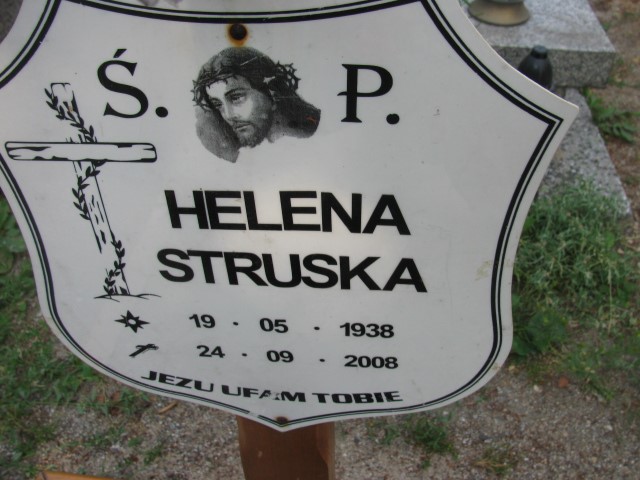 Ś. P.
HELENA
STRUSKA
19 · 05 · 1938
24 · 09 · 2008
JEZU UFAM TOBIE